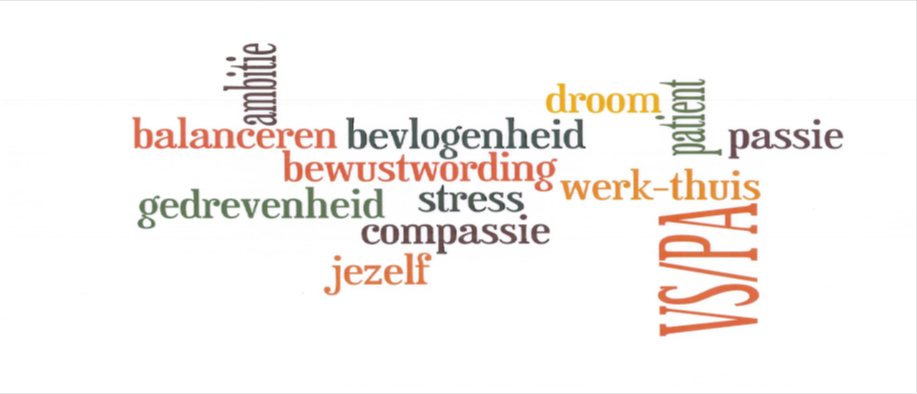 ambitie
droom
patient
balanceren bevlogenheid passie
bewustwording
werk-thuis
gedrevenheid stress
compassie
VS/PA
jezelf